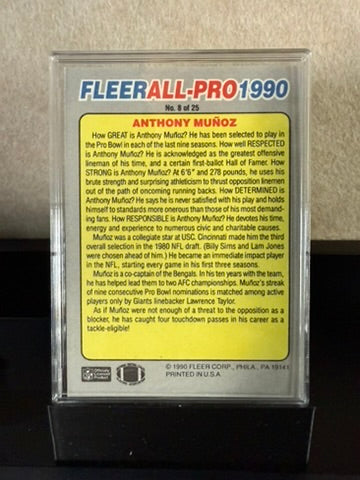 FLEER ALL-PRO 1990
No. 8 of 25
ANTHONY MUÑOZ
How GREAT is Anthony Muñoz? He has been selected to play in
the Pro Bowl in each of the last nine seasons. How well RESPECTED
is Anthony Muñoz? He is acknowledged as the greatest offensive
lineman of his time, and a certain first-ballot Hall of Famer. How
STRONG is Anthony Muñoz? At 6'6" and 278 pounds, he uses his
brute strength and surprising athleticism to thrust opposition linemen
out of the path of oncoming running backs. How DETERMINED is
Anthony Muñoz? He says he is never satisfied with his play and holds
himself to standards more onerous than those of his most demand-
ing fans. How RESPONSIBLE is Anthony Muñoz? He devotes his time,
energy and experience to numerous civic and charitable causes.
Muñoz was a collegiate star at USC. Cincinnati made him the third
overall selection in the 1980 NFL draft. (Billy Sims and Lam Jones
were chosen ahead of him.) He became an immediate impact player
in the NFL, starting every game in his first three seasons.
Muñoz is a co-captain of the Bengals. In his ten years with the team,
he has helped lead them to two AFC championships. Muñoz's streak
of nine consecutive Pro Bowl nominations is matched among active
players only by Giants linebacker Lawrence Taylor.
As if Muñoz were not enough of a threat to the opposition as a
blocker, he has caught four touchdown passes in his career as a
tackle-eligible!
© 1990 FLEER CORP., PHILA., PA 19141
PRINTED IN U.S.A.